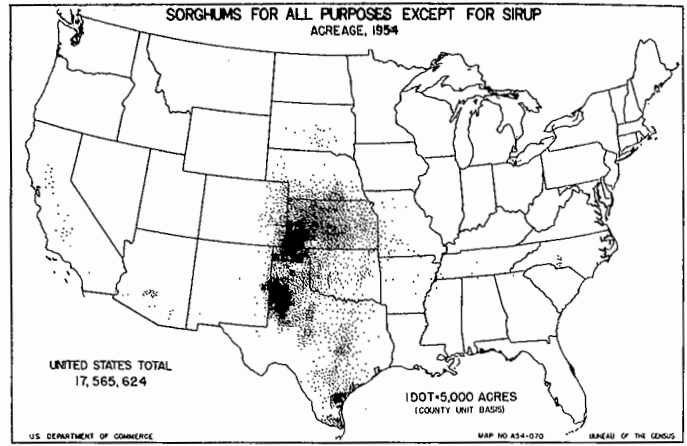 SORGHUMS FOR ALL PURPOSES EXCEPT FOR SIRUP
ACREAGE, 1954
UNITED STATES TOTAL
17,565,624
1 DOT=5,000 ACRES
(COUNTY UNIT BASIS)
U.S. DEPARTMENT OF COMMERCE
MAP NO A54-070
BUREAU OF THE CENSUS